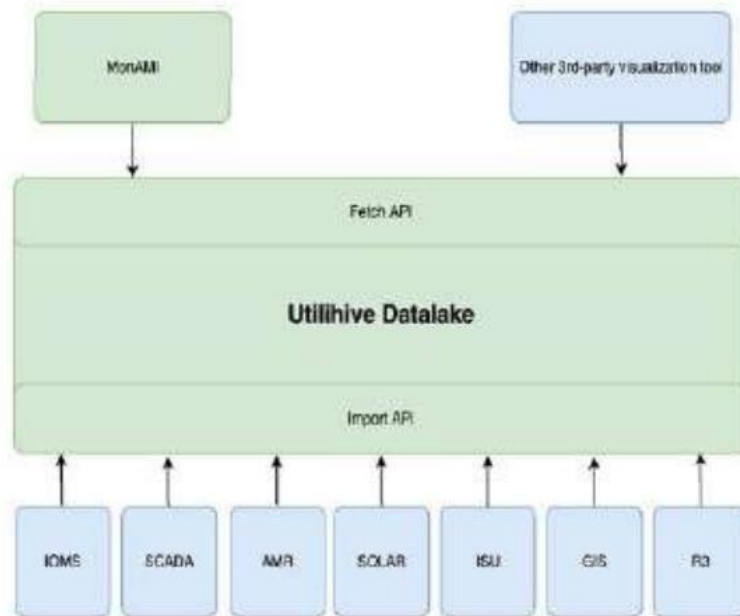 MonAMI
Other 3rd-party visualization tool
Fetch API
Utilihive Datalake
Import API
IOMS
SCADA
AMR
SOLAR
ISU
GIS
R3